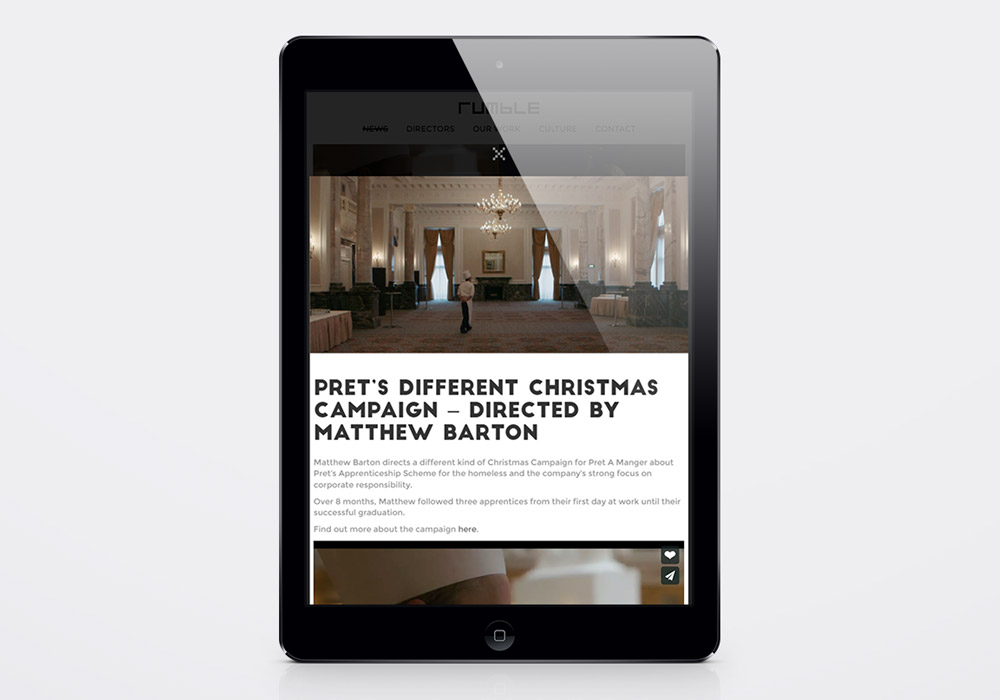 rumble
NEWS DIRECTORS OUR WORK CULTURE CONTACT
PRET'S DIFFERENT CHRISTMAS
CAMPAIGN – DIRECTED BY
MATTHEW BARTON
Matthew Barton directs a different kind of Christmas Campaign for Pret A Manger about
Pret's Apprenticeship Scheme for the homeless and the company's strong focus on
corporate responsibility.
Over 8 months, Matthew followed three apprentices from their first day at work until their
successful graduation.
Find out more about the campaign here.